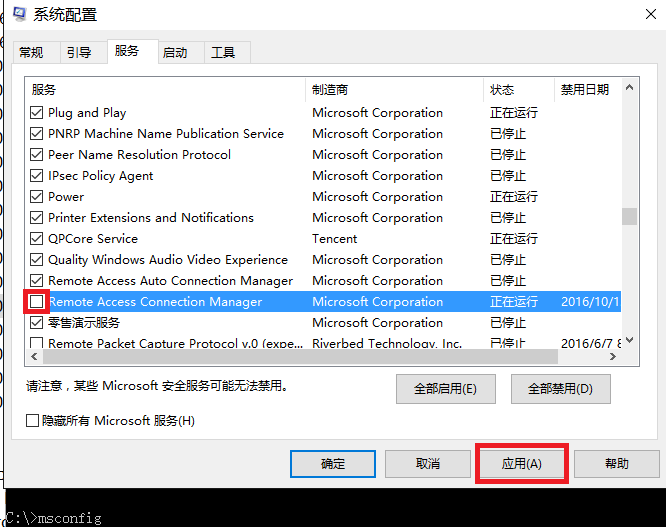 系统配置
常规 引导 服务 启动 工具
服务 制造商 状态 禁用日期
Plug and Play Microsoft Corporation 正在运行
PNRP Machine Name Publication Service Microsoft Corporation 已停止
Peer Name Resolution Protocol Microsoft Corporation 已停止
IPsec Policy Agent Microsoft Corporation 已停止
Power Microsoft Corporation 正在运行
Printer Extensions and Notifications Microsoft Corporation 已停止
QPCore Service Tencent 正在运行
Quality Windows Audio Video Experience Microsoft Corporation 已停止
Remote Access Auto Connection Manager Microsoft Corporation 已停止
Remote Access Connection Manager Microsoft Corporation 正在运行 2016/10/1
零售演示服务 Microsoft Corporation 已停止
Remote Packet Capture Protocol v.0 (expe... Riverbed Technology, Inc. 已停止 2016/6/7 8
请注意，某些 Microsoft 安全服务可能无法禁用。
全部启用(E) 全部禁用(D)
隐藏所有 Microsoft 服务(H)
确定 取消 应用(A) 帮助
C:\>msconfig